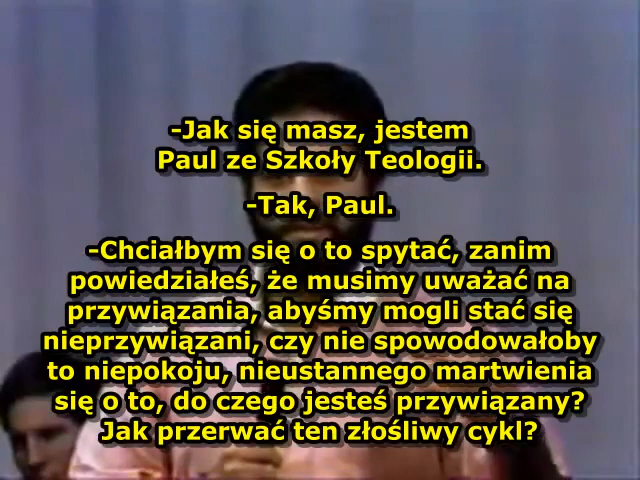 -Jak się masz, jestem
Paul ze Szkoły Teologii.
-Tak, Paul.
-Chciałbym się o to spytać, zanim
powiedziałeś, że musimy uważać na
przywiązania, abyśmy mogli stać się
nieprzywiązani, czy nie spowodowałoby
to niepokoju, nieustannego martwienia
się o to, do czego jesteś przywiązany?
Jak przerwać ten złośliwy cykl?